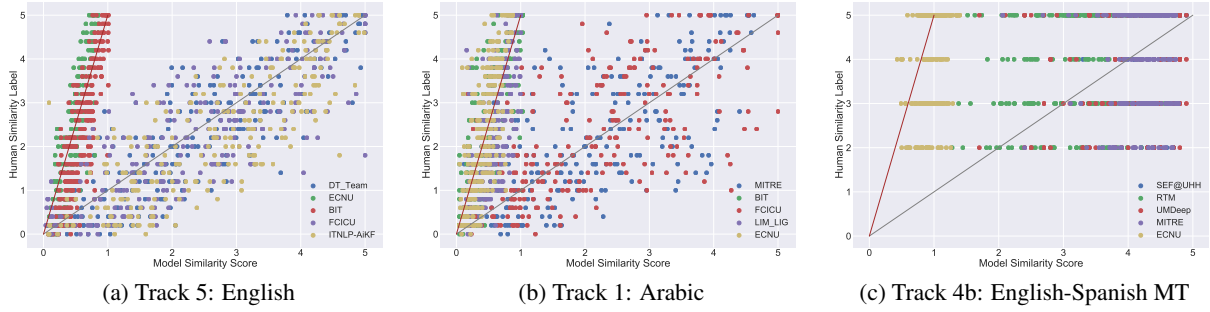 5
4
3
2
1
0
Human Similarity Label
DT_Team
ECNU
BIT
FCICU
ITNLP-AiKF
0
1
2
3
4
5
Model Similarity Score
(a) Track 5: English
5
4
3
2
1
0
Human Similarity Label
MITRE
BIT
FCICU
LIM_LIG
ECNU
0
1
2
3
4
5
Model Similarity Score
(b) Track 1: Arabic
5
4
3
2
1
0
Human Similarity Label
SEF@UHH
RTM
UMDeep
MITRE
ECNU
0
1
2
3
4
5
Model Similarity Score
(c) Track 4b: English-Spanish MT